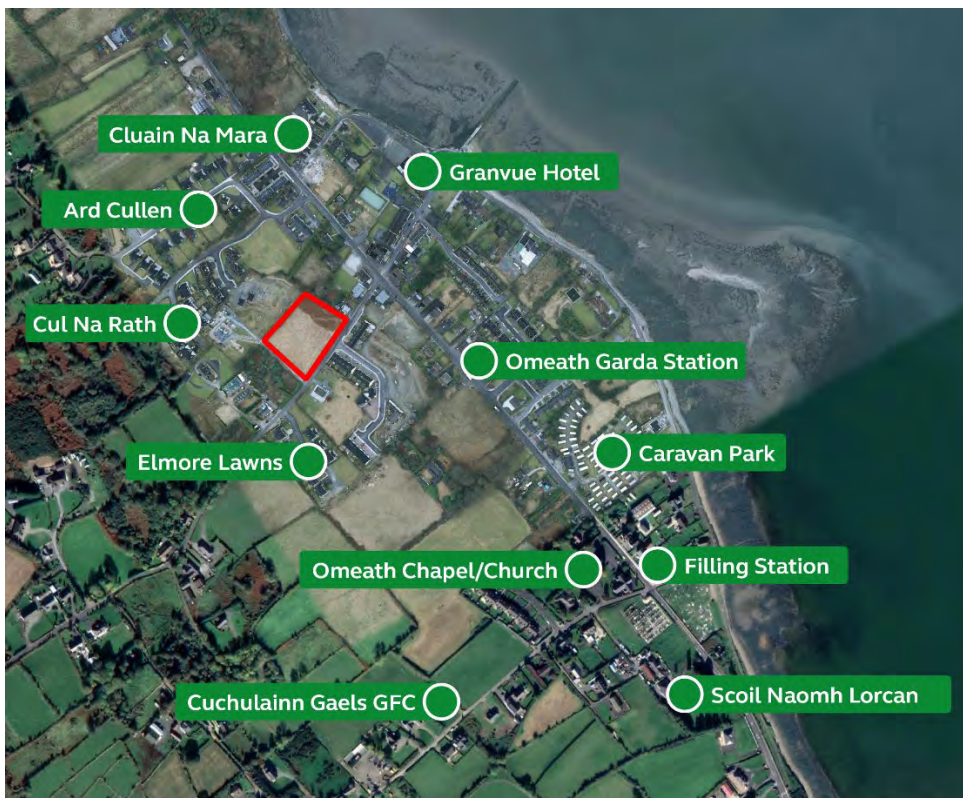 Cluain Na Mara
Granvue Hotel
Ard Cullen
Cul Na Rath
Omeath Garda Station
Elmore Lawns
Caravan Park
Omeath Chapel/Church
Filling Station
Cuchulainn Gaels GFC
Scoil Naomh Lorcan